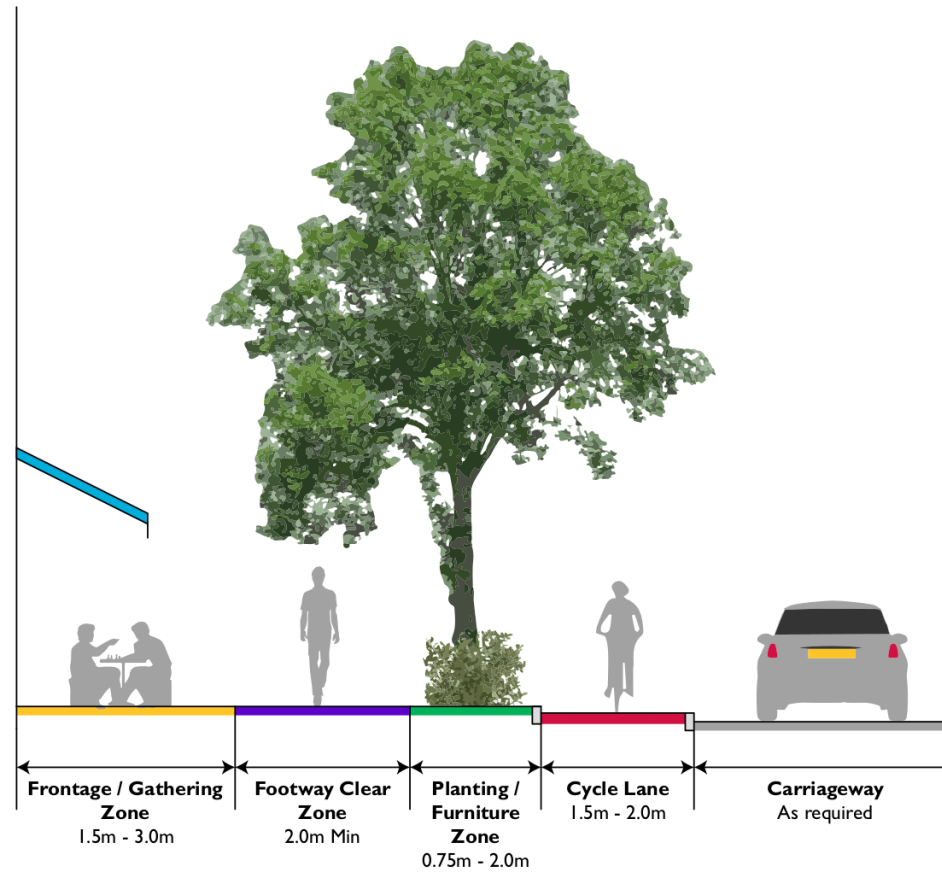 Frontage / Gathering
Zone
1.5m - 3.0m
Footway Clear
Zone
2.0m Min
Planting /
Furniture
Zone
0.75m - 2.0m
Cycle Lane
1.5m - 2.0m
Carriageway
As required